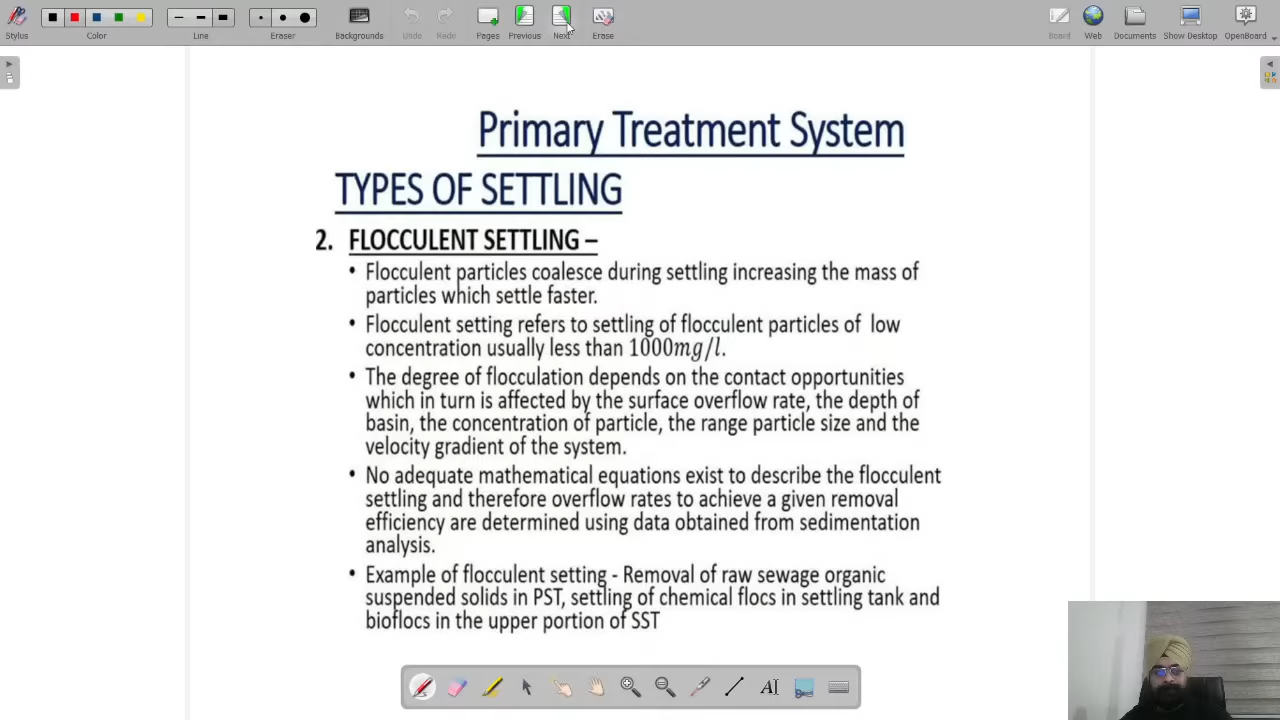 Stylus
Color
Line
Eraser
Backgrounds
Undo
Redo
Pages
Previous
Next
Erase
Board
Web
Documents
Show Desktop
OpenBoard
Primary Treatment System
TYPES OF SETTLING
2. FLOCCULENT SETTLING –
• Flocculent particles coalesce during settling increasing the mass of
particles which settle faster.
• Flocculent setting refers to settling of flocculent particles of low
concentration usually less than 1000mg/l.
• The degree of flocculation depends on the contact opportunities
which in turn is affected by the surface overflow rate, the depth of
basin, the concentration of particle, the range particle size and the
velocity gradient of the system.
• No adequate mathematical equations exist to describe the flocculent
settling and therefore overflow rates to achieve a given removal
efficiency are determined using data obtained from sedimentation
analysis.
• Example of flocculent setting - Removal of raw sewage organic
suspended solids in PST, settling of chemical flocs in settling tank and
bioflocs in the upper portion of SST
AI